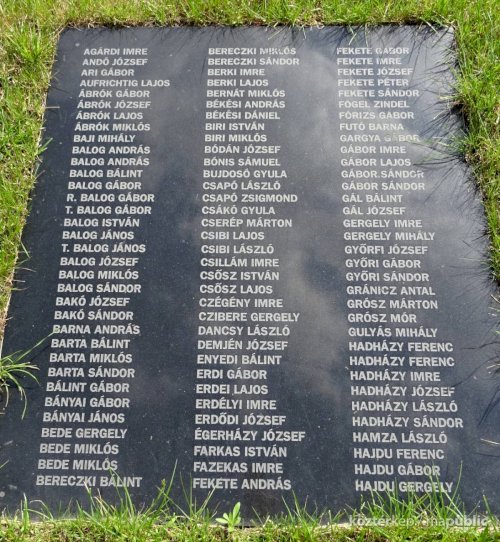 AGÁRDI IMRE
ANDÓ JÓZSEF
ARI GÁBOR
AUFRICHTIG LAJOS
ÁBRÓK GÁBOR
ÁBRÓK JÓZSEF
ÁBRÓK LAJOS
ÁBRÓK MIKLÓS
BAJI MIHÁLY
BALOG ANDRÁS
BALOG ANDRÁS
BALOG BÁLINT
BALOG GÁBOR
R. BALOG GÁBOR
T. BALOG GÁBOR
BALOG ISTVÁN
BALOG JÁNOS
T. BALOG JÁNOS
BALOG JÓZSEF
BALOG MIKLÓS
BALOG SÁNDOR
BAKÓ JÓZSEF
BAKÓ SÁNDOR
BARNA ANDRÁS
BARTA BÁLINT
BARTA MIKLÓS
BARTA SÁNDOR
BÁLINT GÁBOR
BÁNYAI GÁBOR
BÁNYAI JÁNOS
BEDE GERGELY
BEDE MIKLÓS
BEDE MIKLÓS
BERECZKI BÁLINT
BERECZKI MIKLÓS
BERECZKI SÁNDOR
BERKI IMRE
BERKI LAJOS
BERNÁT MIKLÓS
BÉKÉSI ANDRÁS
BÉKÉSI DÁNIEL
BIRI ISTVÁN
BIRI MIKLÓS
BÓDÁN JÓZSEF
BÓNIS SÁMUEL
BUJDOSÓ GYULA
CSAPÓ LÁSZLÓ
CSAPÓ ZSIGMOND
CSÁKÓ GYULA
CSERÉP MÁRTON
CSIBI LAJOS
CSIBI LÁSZLÓ
CSILLÁM IMRE
CSŐSZ ISTVÁN
CSŐSZ LAJOS
CZÉGÉNY IMRE
CZIBERE GERGELY
DANCSY LÁSZLÓ
DEMJÉN JÓZSEF
ENYEDI BÁLINT
ERDI GÁBOR
ERDEI LAJOS
ERDÉLYI IMRE
ERDŐDI JÓZSEF
ÉGERHÁZY JÓZSEF
FARKAS ISTVÁN
FAZEKAS IMRE
FEKETE ANDRÁS
FEKETE GÁBOR
FEKETE IMRE
FEKETE JÓZSEF
FEKETE PÉTER
FEKETE SÁNDOR
FÓGEL ZINDEL
FÓRIZS GÁBOR
FUTÓ BARNA
GARGYA GÁBOR
GÁBOR IMRE
GÁBOR LAJOS
GÁBOR SÁNDOR
GÁBOR SÁNDOR
GÁL BÁLINT
GÁL JÓZSEF
GERGELY IMRE
GERGELY MIHÁLY
GYŐRFI JÓZSEF
GYŐRI GÁBOR
GYŐRI SÁNDOR
GRÁNICZ ANTAL
GRÓSZ MÁRTON
GRÓSZ MÓR
GULYÁS MIHÁLY
HADHÁZY FERENC
HADHÁZY FERENC
HADHÁZY IMRE
HADHÁZY JÓZSEF
HADHÁZY LÁSZLÓ
HADHÁZY SÁNDOR
HAMZA LÁSZLÓ
HAJDU FERENC
HAJDU GÁBOR
HAJDU GERGELY